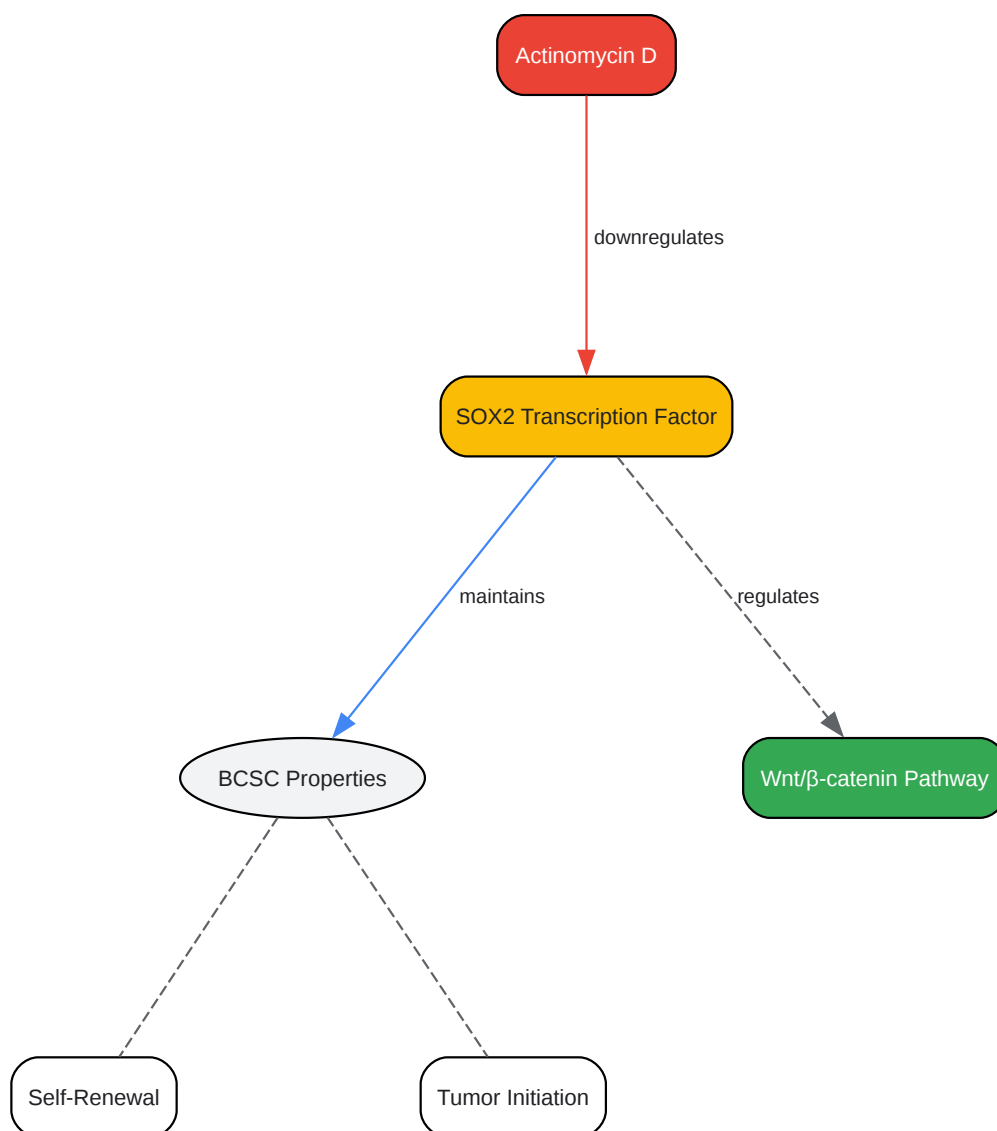 Actinomycin D
downregulates
SOX2 Transcription Factor
maintains
regulates
BCSC Properties
Wnt/β-catenin Pathway
Self-Renewal
Tumor Initiation